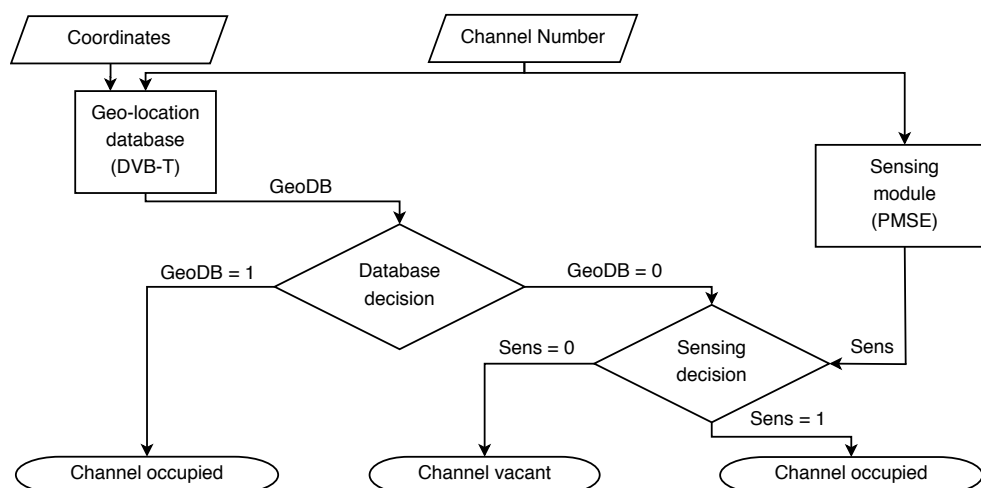 Coordinates
Channel Number
Geo-location
database
(DVB-T)
Sensing
module
(PMSE)
GeoDB
GeoDB = 1
Database
decision
GeoDB = 0
Sens = 0
Sensing
decision
Sens
Sens = 1
Channel occupied
Channel vacant
Channel occupied